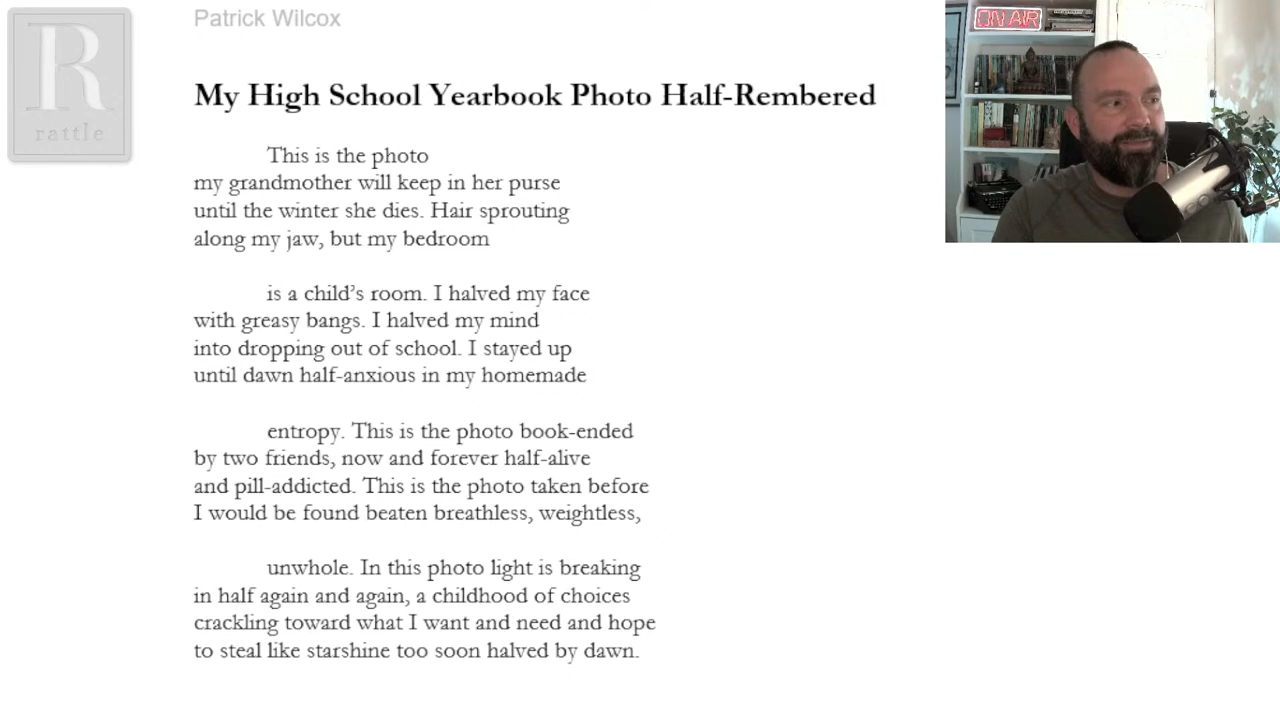 Patrick Wilcox
R
rattle
ON AIR
My High School Yearbook Photo Half-Rembered
This is the photo
my grandmother will keep in her purse
until the winter she dies. Hair sprouting
along my jaw, but my bedroom
is a child's room. I halved my face
with greasy bangs. I halved my mind
into dropping out of school. I stayed up
until dawn half-anxious in my homemade
entropy. This is the photo book-ended
by two friends, now and forever half-alive
and pill-addicted. This is the photo taken before
I would be found beaten breathless, weightless,
unwhole. In this photo light is breaking
in half again and again, a childhood of choices
crackling toward what I want and need and hope
to steal like starshine too soon halved by dawn.